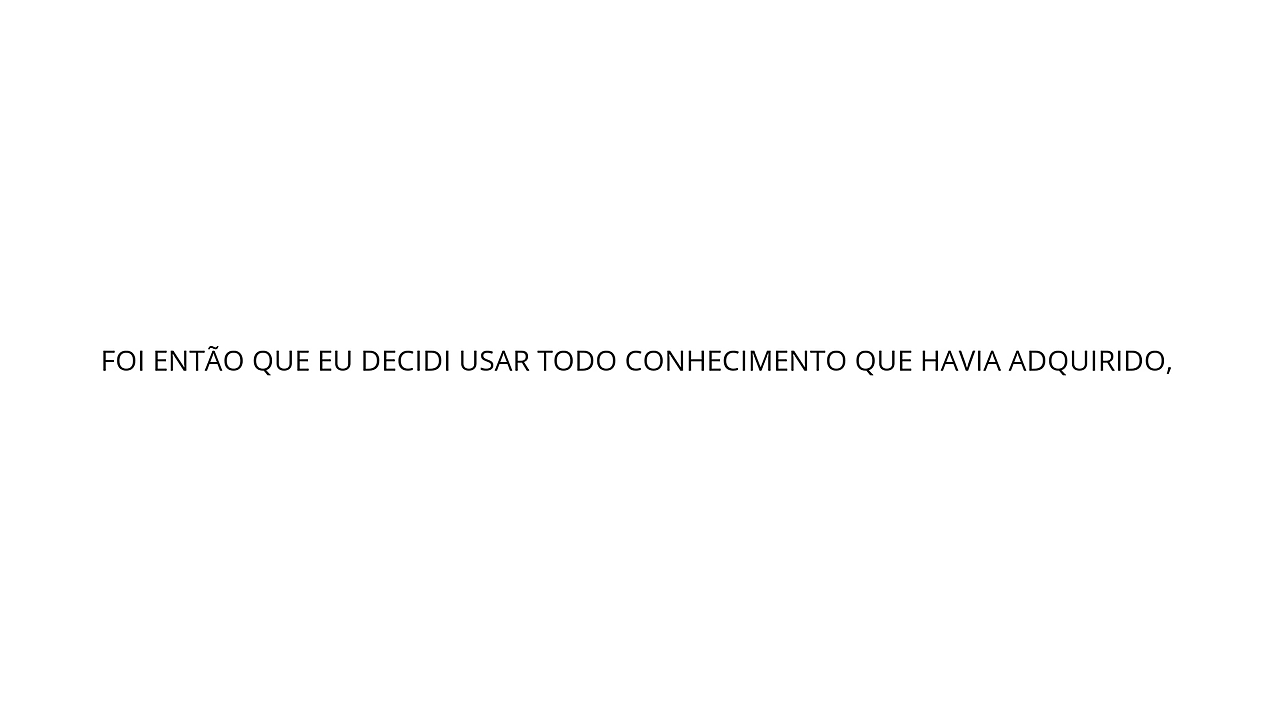 FOI ENTÃO QUE EU DECIDI USAR TODO CONHECIMENTO QUE HAVIA ADQUIRIDO,